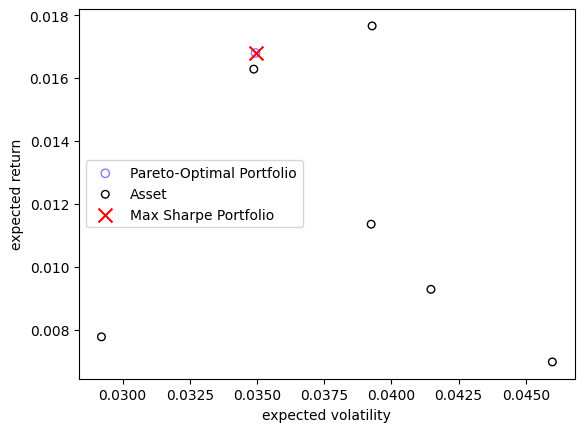 0.018
0.016
0.014
0.012
0.010
0.008
expected return
Pareto-Optimal Portfolio
Asset
Max Sharpe Portfolio
0.0300 0.0325 0.0350 0.0375 0.0400 0.0425 0.0450
expected volatility